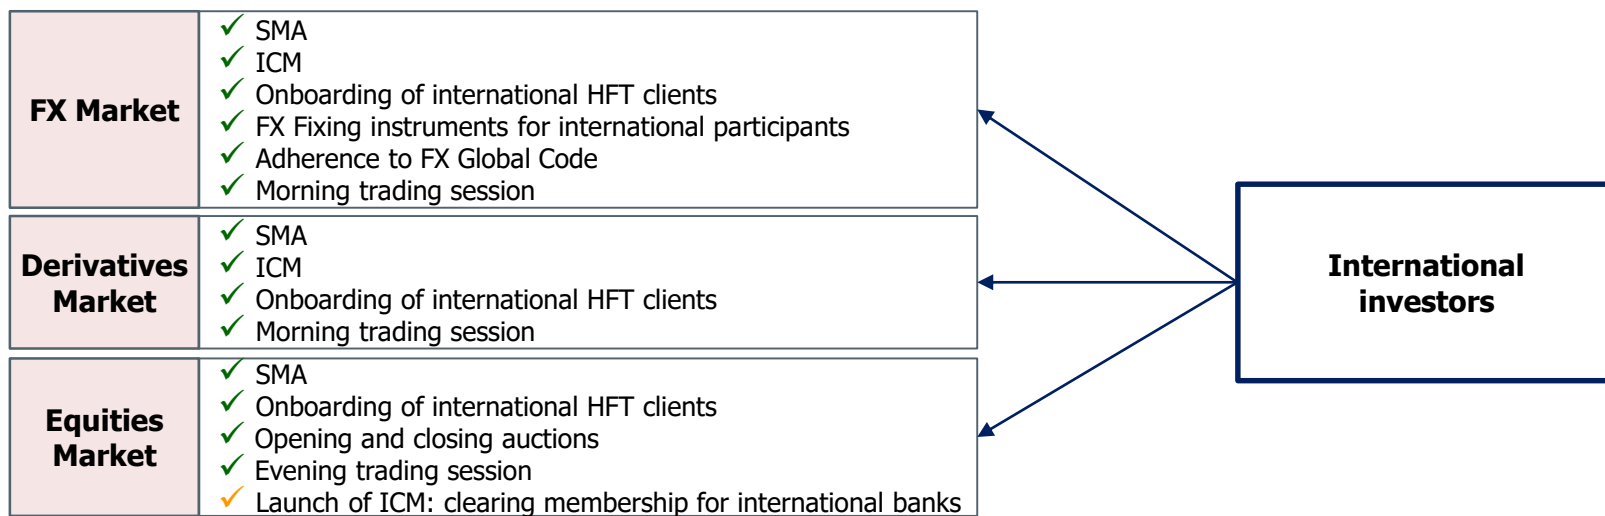 FX Market
SMA
ICM
Onboarding of international HFT clients
FX Fixing instruments for international participants
Adherence to FX Global Code
Morning trading session
Derivatives
Market
SMA
ICM
Onboarding of international HFT clients
Morning trading session
Equities
Market
SMA
Onboarding of international HFT clients
Opening and closing auctions
Evening trading session
Launch of ICM: clearing membership for international banks
International
investors